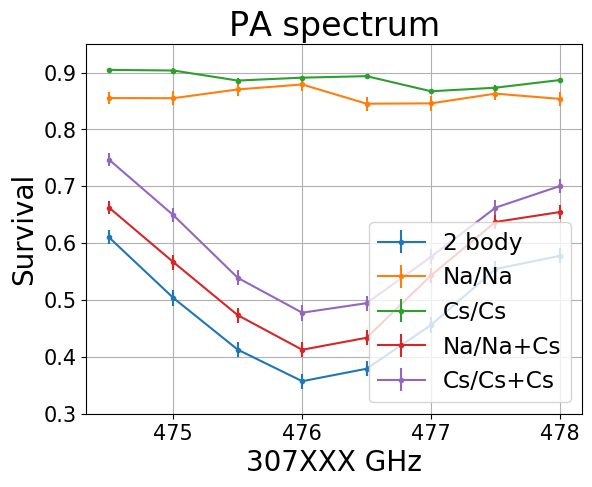 PA spectrum
Survival
0.9
0.8
0.7
0.6
0.5
0.4
0.3
2 body
Na/Na
Cs/Cs
Na/Na+Cs
Cs/Cs+Cs
475 476 477 478
307XXX GHz